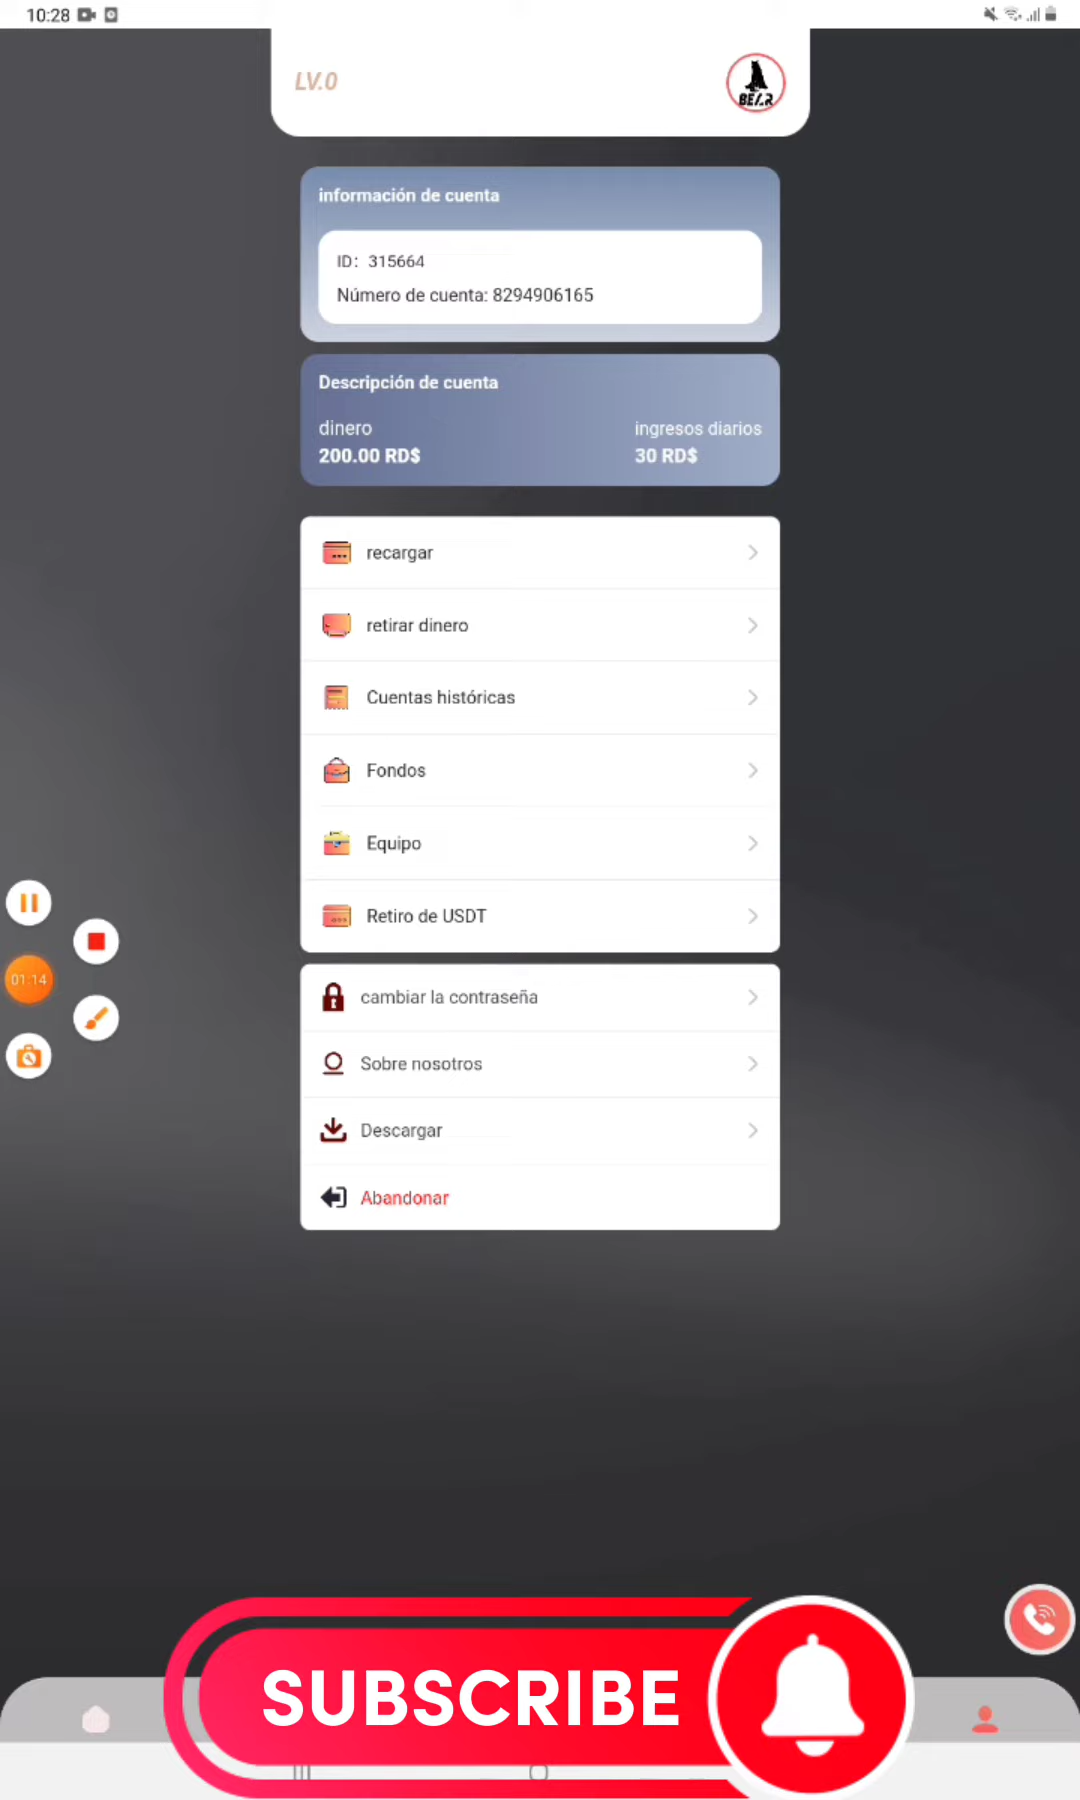 10:28
LV.0
BEAR
información de cuenta
ID: 315664
Número de cuenta: 8294906165
Descripción de cuenta
dinero
ingresos diarios
200.00 RD$
30 RD$
recargar
retirar dinero
Cuentas históricas
Fondos
Equipo
Retiro de USDT
01:14
cambiar la contraseña
Sobre nosotros
Descargar
Abandonar
SUBSCRIBE